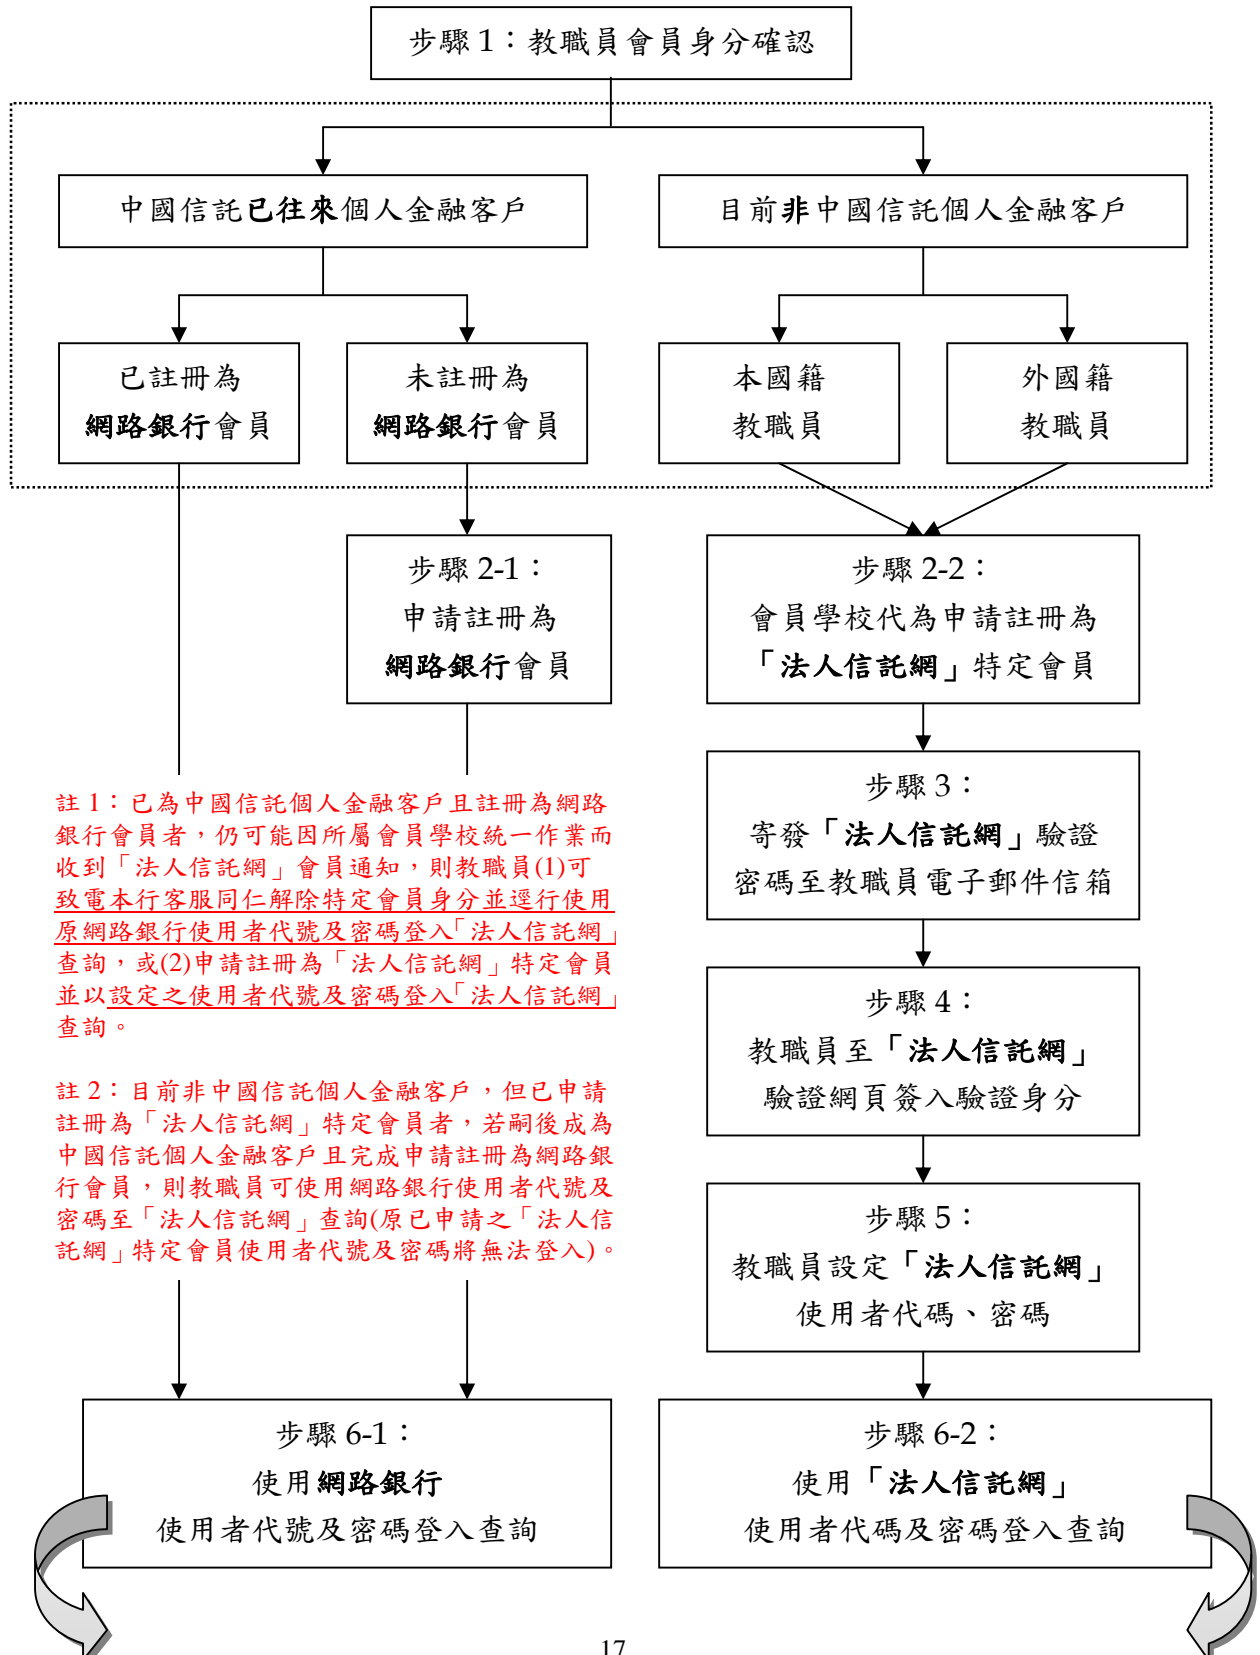 步驟 1：教職員會員身分確認
中國信託已往來個人金融客戶
目前非中國信託個人金融客戶
已註冊為
網路銀行會員
未註冊為
網路銀行會員
本國籍
教職員
外國籍
教職員
步驟 2-1：
申請註冊為
網路銀行會員
步驟 2-2：
會員學校代為申請註冊為
「法人信託網」特定會員
步驟 3：
寄發「法人信託網」驗證
密碼至教職員電子郵件信箱
步驟 4：
教職員至「法人信託網」
驗證網頁簽入驗證身分
步驟 5：
教職員設定「法人信託網」
使用者代碼、密碼
註 1：已為中國信託個人金融客戶且註冊為網路
銀行會員者，仍可能因所屬會員學校統一作業而
收到「法人信託網」會員通知，則教職員(1)可
致電本行客服同仁解除特定會員身分並逕行使用
原網路銀行使用者代號及密碼登入「法人信託網」
查詢，或(2)申請註冊為「法人信託網」特定會員
並以設定之使用者代號及密碼登入「法人信託網」
查詢。
註 2：目前非中國信託個人金融客戶，但已申請
註冊為「法人信託網」特定會員者，若嗣後成為
中國信託個人金融客戶且完成申請註冊為網路銀
行會員，則教職員可使用網路銀行使用者代號及
密碼至「法人信託網」查詢(原已申請之「法人信
託網」特定會員使用者代號及密碼將無法登入)。
步驟 6-1：
使用網路銀行
使用者代號及密碼登入查詢
步驟 6-2：
使用「法人信託網」
使用者代碼及密碼登入查詢
17